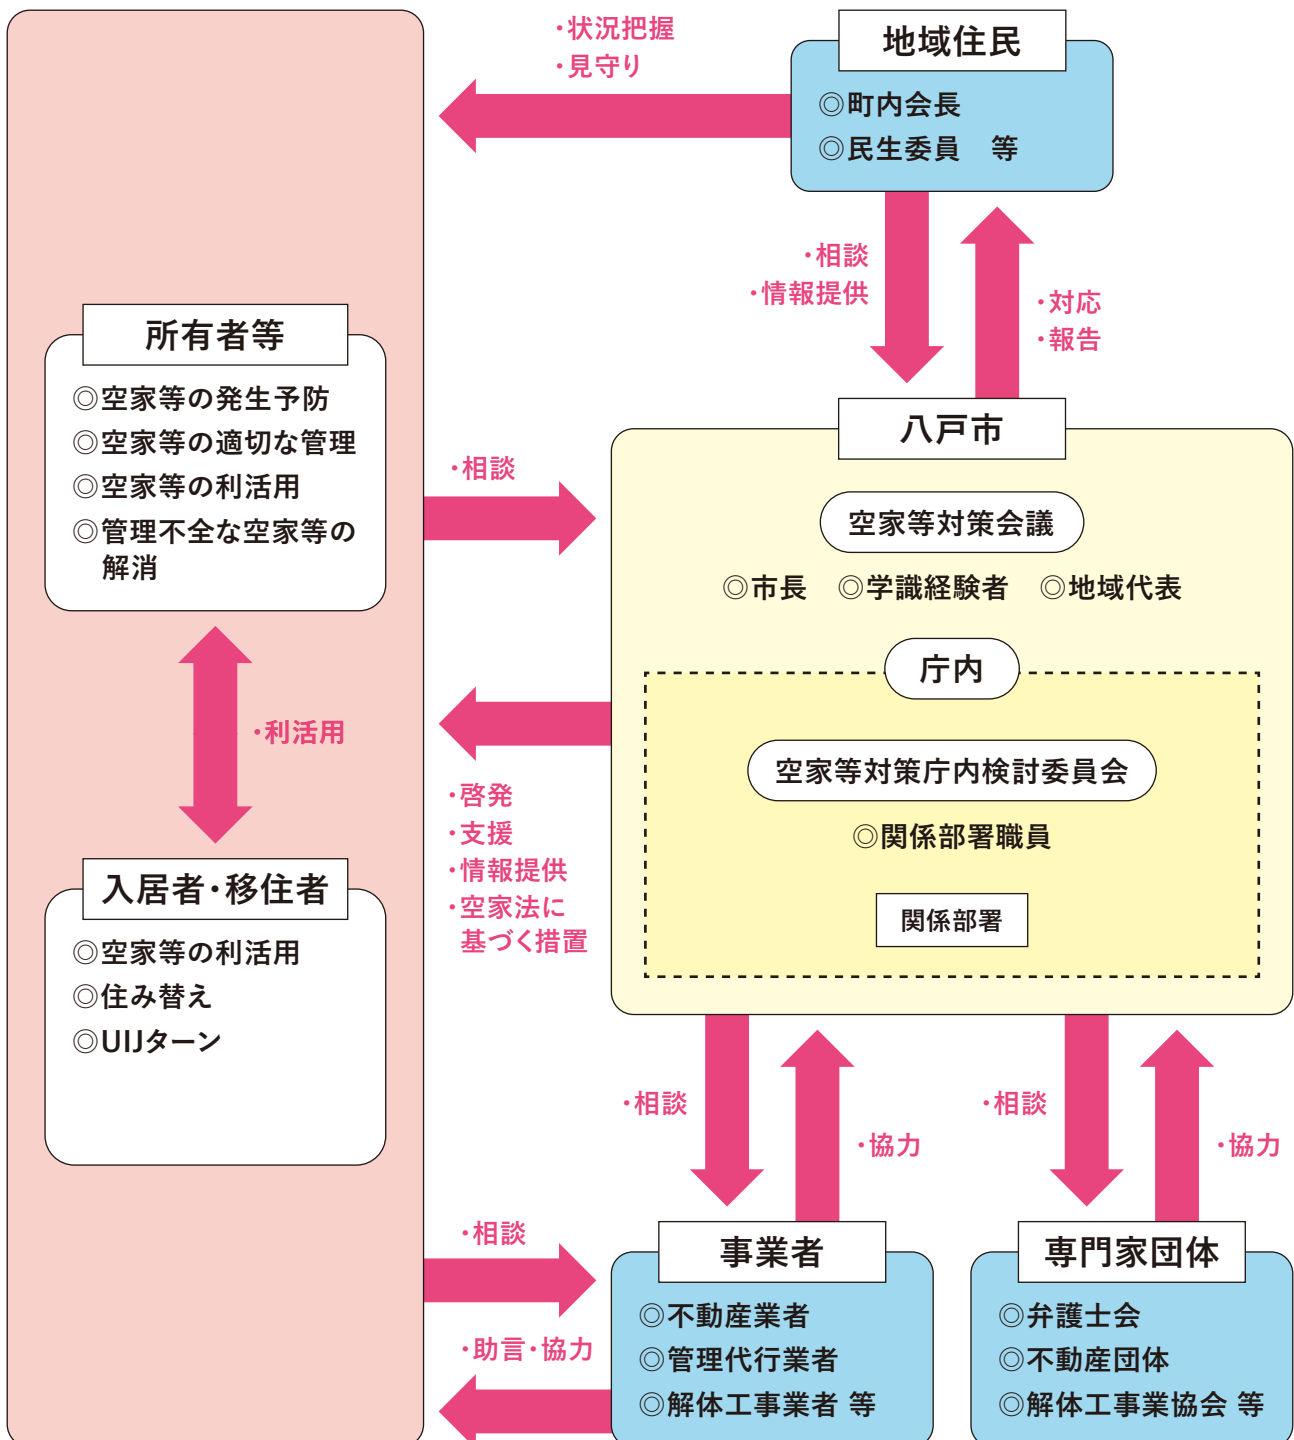 ・状況把握
・見守り
地域住民
◎町内会長
◎民生委員　等
・相談
・情報提供
・対応
・報告
所有者等
◎空家等の発生予防
◎空家等の適切な管理
◎空家等の利活用
◎管理不全な空家等の
解消
・相談
八戸市
空家等対策会議
◎市長　◎学識経験者　◎地域代表
庁内
空家等対策庁内検討委員会
◎関係部署職員
関係部署
・利活用
・啓発
・支援
・情報提供
・空家法に
基づく措置
入居者・移住者
◎空家等の利活用
◎住み替え
◎UIJターン
・相談
・協力
・相談
・協力
・相談
・助言・協力
事業者
◎不動産業者
◎管理代行業者
◎解体工事業者 等
専門家団体
◎弁護士会
◎不動産団体
◎解体工事業協会 等